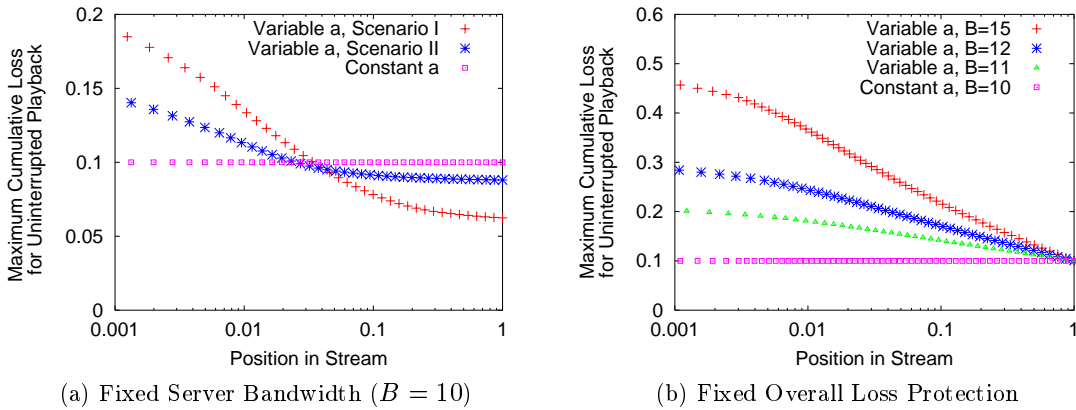 Maximum Cumulative Loss
for Uninterrupted Playback
0.2
0.15
0.1
0.05
0
0.001
0.01
0.1
1
Position in Stream
Variable a, Scenario I
Variable a, Scenario II
Constant a
(a) Fixed Server Bandwidth (B = 10)
Maximum Cumulative Loss
for Uninterrupted Playback
0.6
0.5
0.4
0.3
0.2
0.1
0
0.001
0.01
0.1
1
Position in Stream
Variable a, B=15
Variable a, B=12
Variable a, B=11
Constant a, B=10
(b) Fixed Overall Loss Protection